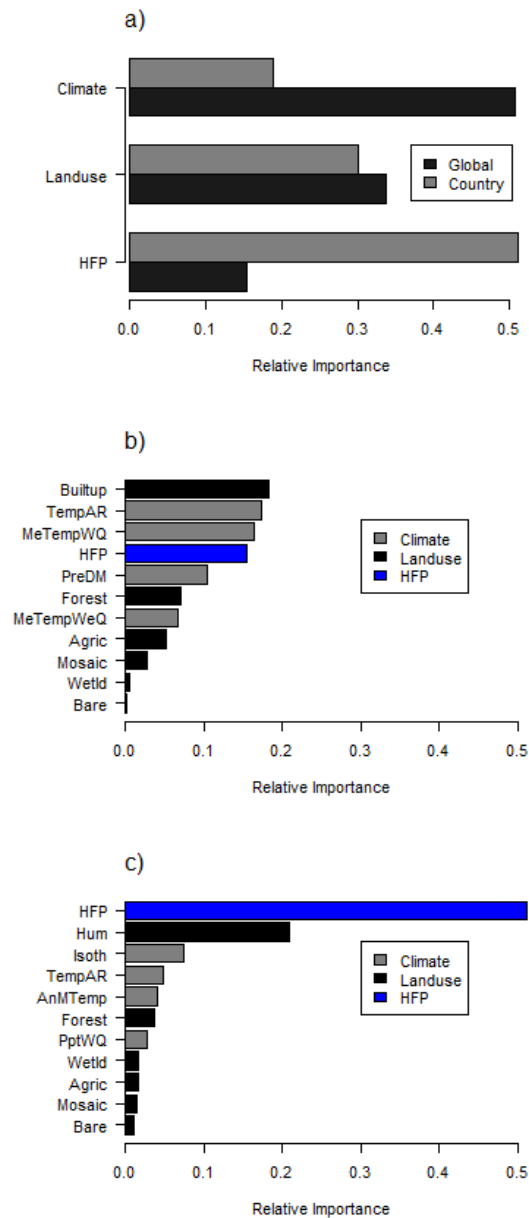 a)
Climate
Landuse
HFP
Global
Country
0.0 0.1 0.2 0.3 0.4 0.5
Relative Importance
b)
Builtup
TempAR
MeTempWQ
HFP
PreDM
Forest
MeTempWeQ
Agric
Mosaic
Wetld
Bare
Climate
Landuse
HFP
0.0 0.1 0.2 0.3 0.4 0.5
Relative Importance
c)
HFP
Hum
Isoth
TempAR
AnMTemp
Forest
PptWQ
Wetld
Agric
Mosaic
Bare
Climate
Landuse
HFP
0.0 0.1 0.2 0.3 0.4 0.5
Relative Importance